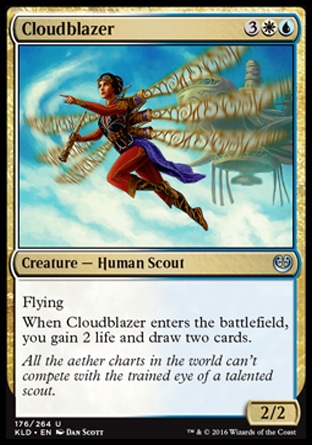 Cloudblazer 3
Creature — Human Scout
Flying
When Cloudblazer enters the battlefield,
you gain 2 life and draw two cards.
All the aether charts in the world can't
compete with the trained eye of a talented
scout.
2/2
176/264 U
KLD • EN DAN SCOTT
™ & © 2016 Wizards of the Coast